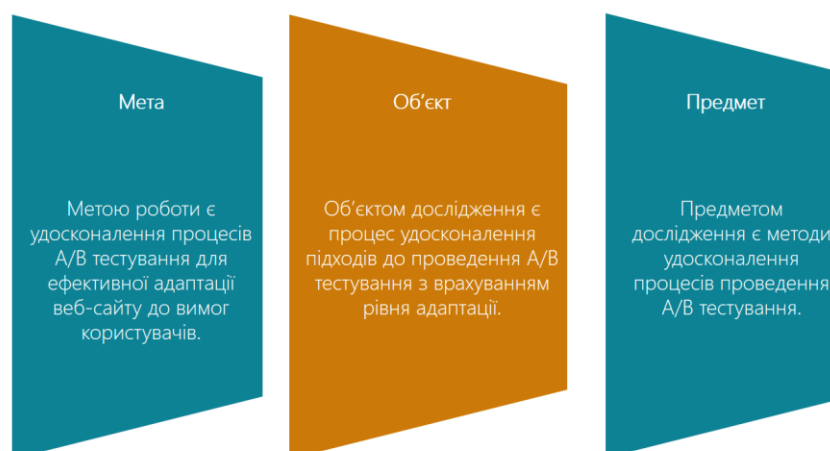 Мета
Метою роботи є
удосконалення процесів
А/В тестування для
ефективної адаптації
веб-сайту до вимог
користувачів.
Об’єкт
Об’єктом дослідження є
процес удосконалення
підходів до проведення А/В
тестування з врахуванням
рівня адаптації.
Предмет
Предметом
дослідження є методи
удосконалення
процесів проведення
А/В тестування.